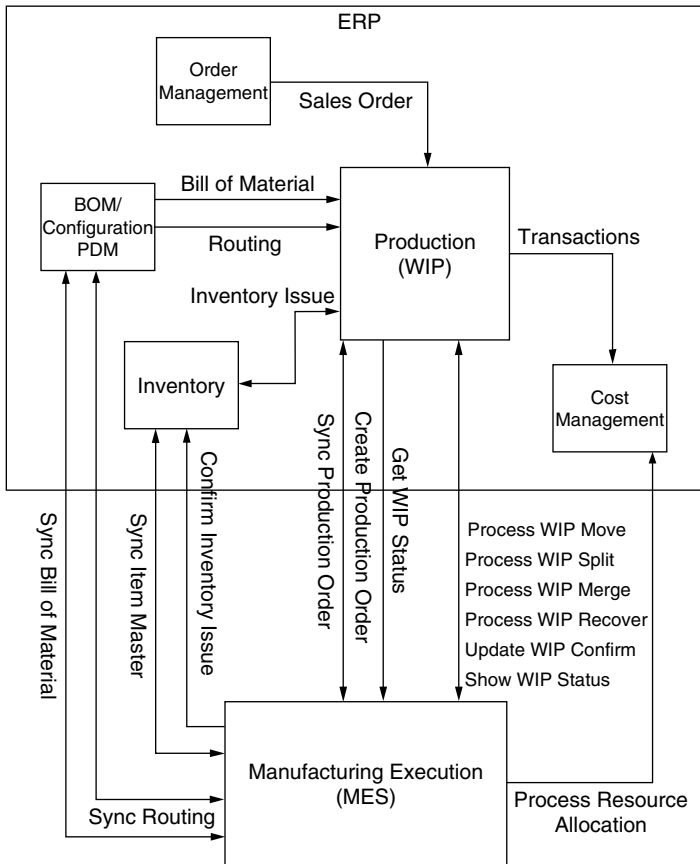 ERP
Order
Management
Sales Order
Bill of Material
BOM/
Configuration
PDM
Routing
Production
(WIP)
Transactions
Inventory Issue
Inventory
Cost
Management
Sync Bill of Material
Sync Item Master
Confirm Inventory Issue
Sync Production Order
Create Production Order
Get WIP Status
Process WIP Move
Process WIP Split
Process WIP Merge
Process WIP Recover
Update WIP Confirm
Show WIP Status
Manufacturing Execution
(MES)
Sync Routing
Process Resource
Allocation